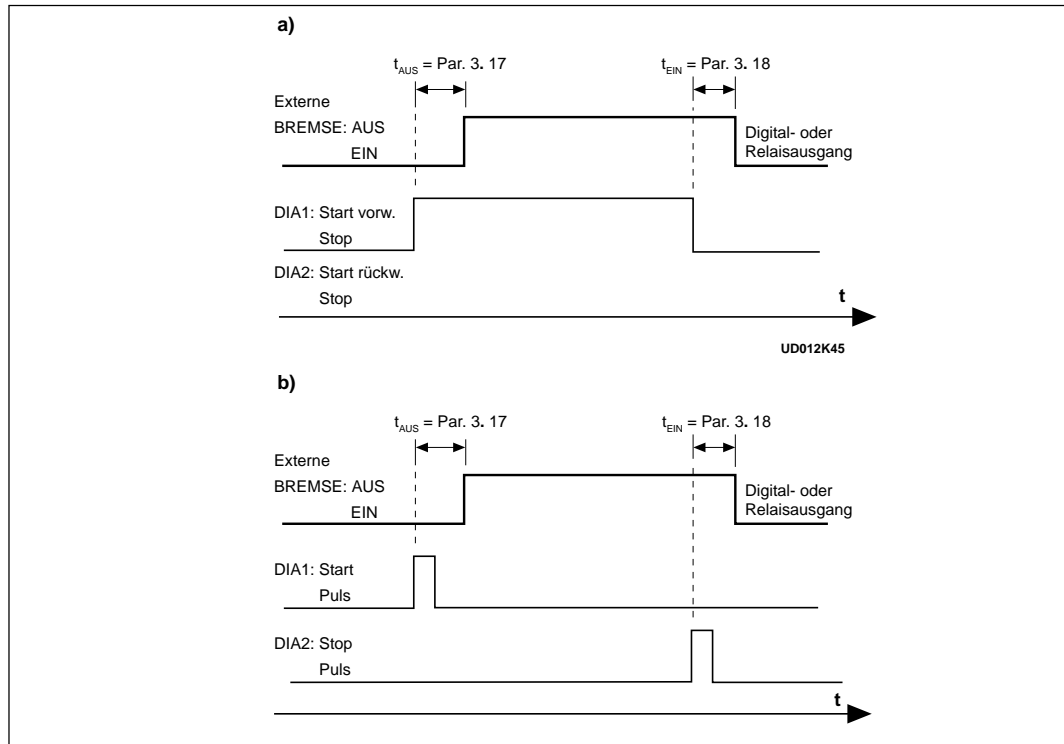 a)
t_AUS = Par. 3. 17
t_EIN = Par. 3. 18
Externe
BREMSE: AUS
EIN
Digital- oder
Relaisausgang
DIA1: Start vorw.
Stop
DIA2: Start rückw.
Stop
t
UD012K45
b)
t_AUS = Par. 3. 17
t_EIN = Par. 3. 18
Externe
BREMSE: AUS
EIN
Digital- oder
Relaisausgang
DIA1: Start
Puls
DIA2: Stop
Puls
t